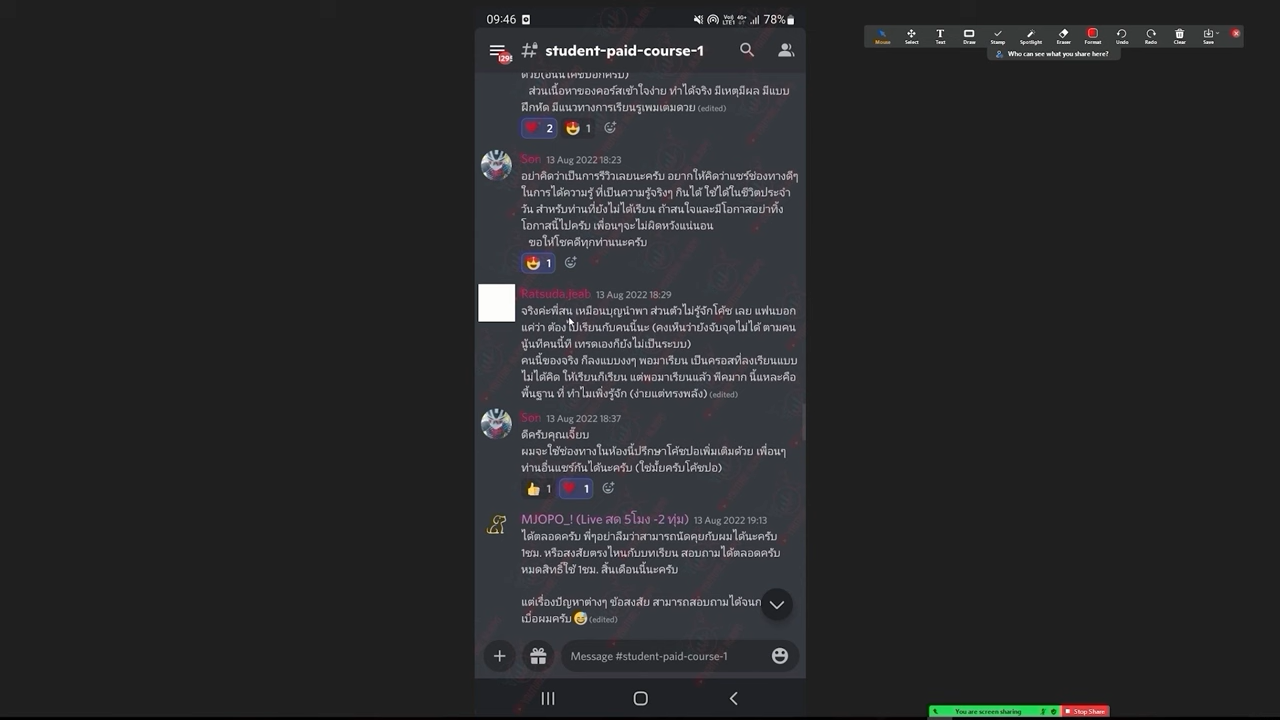 09:46
78%
Mouse Select Text Draw Stamp Spotlight Eraser Format Undo Redo Clear Save
Who can see what you share here?
student-paid-course-1
ด้วย(อันนี้โค้ชบอกครับ)
ส่วนเนื้อหาของคอร์สเข้าใจง่าย ทำได้จริง มีเหตุมีผล มีแบบ
ฝึกหัด มีแนวทางการเรียนรู้เพิ่มเติมด้วย (edited)
2 1
Son 13 Aug 2022 18:23
อย่าคิดว่าเป็นการรีวิวเลยนะครับ อยากให้คิดว่าแชร์ช่องทางดีๆ
ในการได้ความรู้ ที่เป็นความรู้จริงๆ กินได้ ใช้ได้ในชีวิตประจำ
วัน สำหรับท่านที่ยังไม่ได้เรียน ถ้าสนใจและมีโอกาสอย่าทิ้ง
โอกาสนี้ไปครับ เพื่อนๆจะไม่ผิดหวังแน่นอน
ขอให้โชคดีทุกท่านนะครับ
1
Ratsuda.jeab 13 Aug 2022 18:29
จริงค่ะพี่สน เหมือนบุญนำพา ส่วนตัวไม่รู้จักโค้ช เลย แฟนบอก
แค่ว่า ต้องไปเรียนกับคนนี้นะ (คงเห็นว่ายังจับจุดไม่ได้ ตามคน
นู้นทีคนนี้ที เทรดเองก็ยังไม่เป็นระบบ)
คนนี้ของจริง ก็ลงแบบงงๆ พอมาเรียน เป็นครอสที่ลงเรียนแบบ
ไม่ได้คิด ให้เรียนก็เรียน แต่พอมาเรียนแล้ว พีคมาก นี้แหละคือ
พื้นฐาน ที่ ทำไมเพิ่งรู้จัก (ง่ายแต่ทรงพลัง) (edited)
Son 13 Aug 2022 18:37
ดีครับคุณเจี๊ยบ
ผมจะใช้ช่องทางในห้องนี้ปรึกษาโค้ชปอเพิ่มเติมด้วย เพื่อนๆ
ท่านอื่นแชร์กันได้นะครับ (ใช่มั้ยครับโค้ชปอ)
1 1
MJOPO_! (Live สด 5โมง -2 ทุ่ม) 13 Aug 2022 19:13
ได้ตลอดครับ พี่ๆอย่าลืมว่าสามารถนัดคุยกับผมได้นะครับ
1ชม. หรือสงสัยตรงไหนกับบทเรียน สอบถามได้ตลอดครับ
หมดสิทธิ์ใช้ 1ชม. สิ้นเดือนนี้นะครับ
แต่เรื่องปัญหาต่างๆ ข้อสงสัย สามารถสอบถามได้จน
เบื่อผมครับ (edited)
Message #student-paid-course-1
You are screen sharing Stop Share